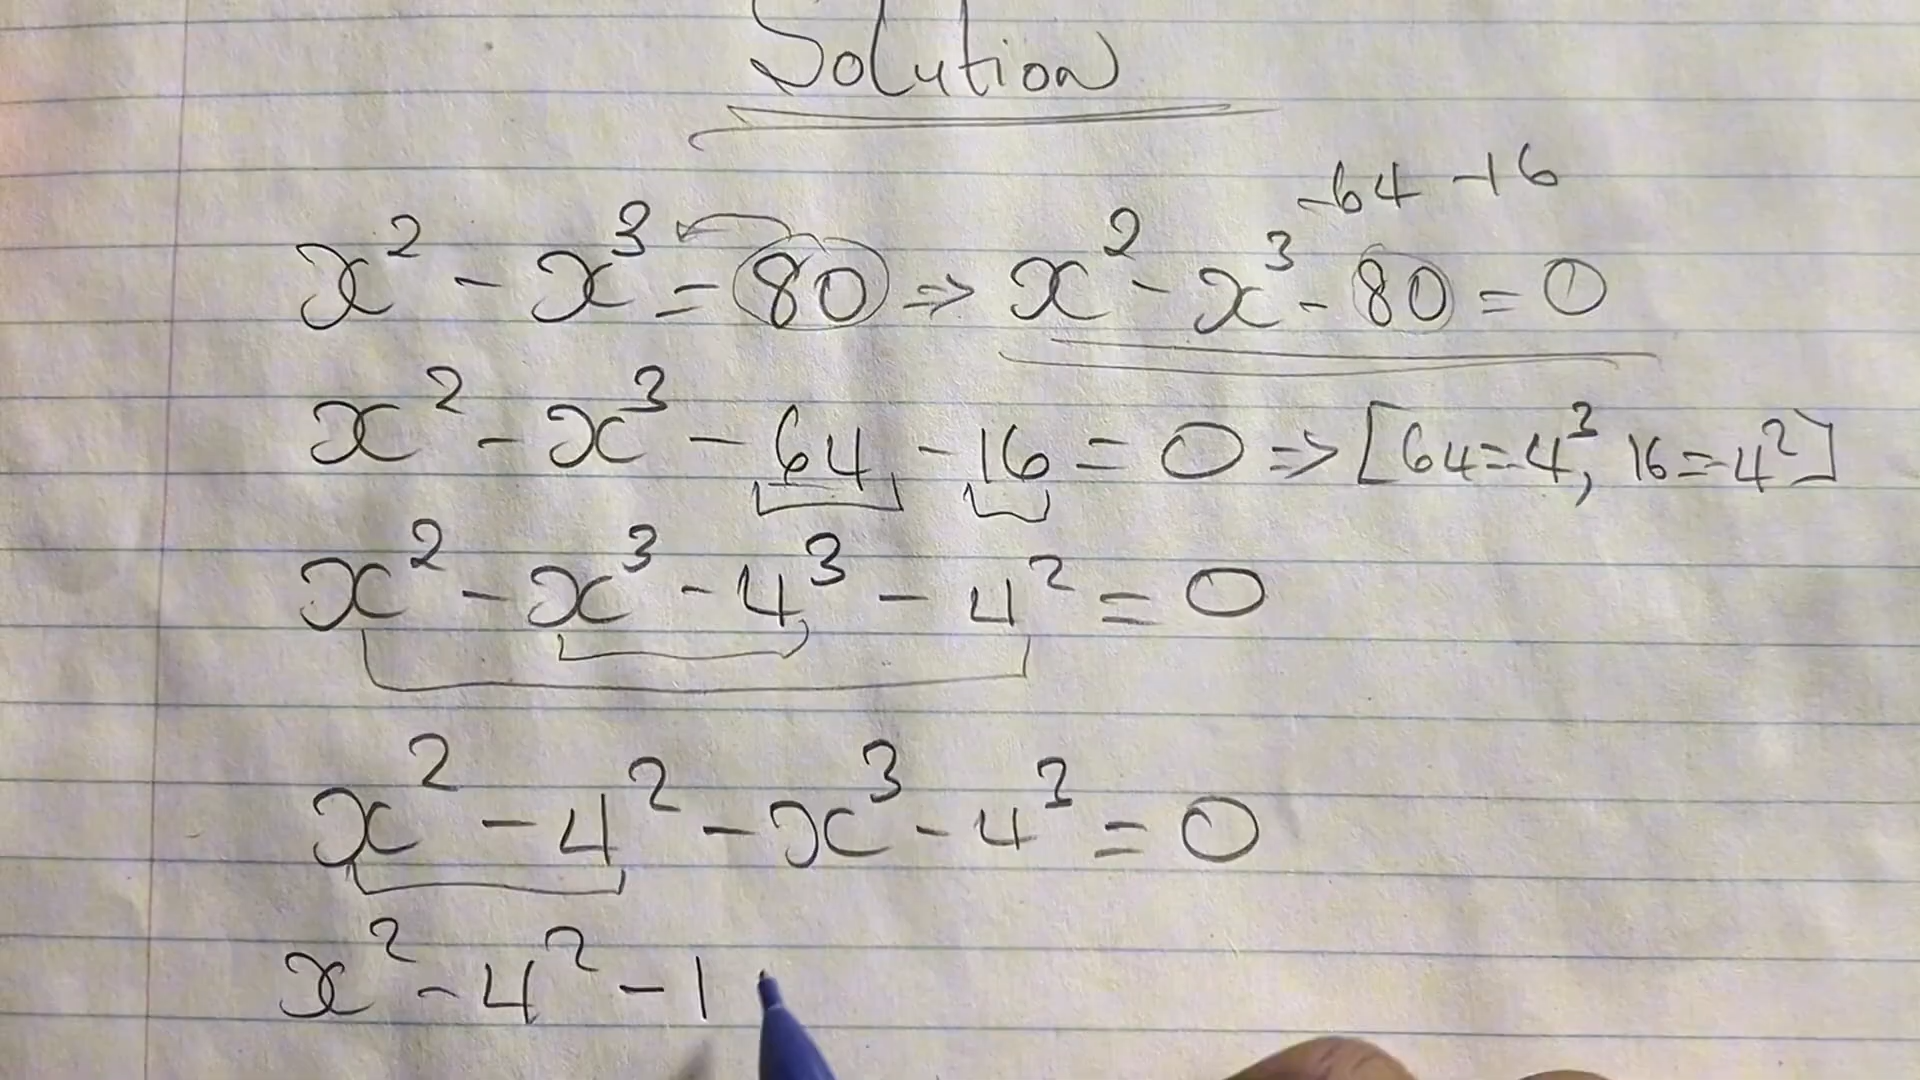 Solution
-64 -16
x² - x³ = 80 ⇒ x² - x³ - 80 = 0
x² - x³ - 64 - 16 = 0 ⇒ [64=4³, 16=4²]
x² - x³ - 4³ - 4² = 0
x² - 4² - x³ - 4³ = 0
x² - 4² - 1